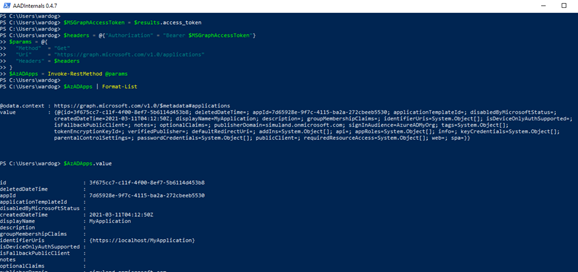 AADInternals 0.4.7
PS C:\Users\wardog>
PS C:\Users\wardog> $MSGraphAccessToken = $results.access_token
PS C:\Users\wardog>
PS C:\Users\wardog> $headers = @{"Authorization" = "Bearer $MSGraphAccessToken"}
>> $params = @{
>> "Method" = "Get"
>> "Uri" = "https://graph.microsoft.com/v1.0/applications"
>> "Headers" = $headers
>> }
>> $AzADApps = Invoke-RestMethod @params
PS C:\Users\wardog>
PS C:\Users\wardog> $AzADApps | Format-List
@odata.context : https://graph.microsoft.com/v1.0/$metadata#applications
value : {@{id=3f675cc7-c11f-4f00-8ef7-5b6114d453b8; deletedDateTime=; appId=7d65928e-9f7c-4115-ba2a-272cbeeb5530; applicationTemplateId=; disabledByMicrosoftStatus=;
createdDateTime=2021-03-11T04:12:50Z; displayName=MyApplication; description=; groupMembershipClaims=; identifierUris=System.Object[]; isDeviceOnlyAuthSupported=;
isFallbackPublicClient=; notes=; optionalClaims=; publisherDomain=simuland.onmicrosoft.com; signInAudience=AzureADMyOrg; tags=System.Object[];
tokenEncryptionKeyId=; verifiedPublisher=; defaultRedirectUri=; addIns=System.Object[]; api=; appRoles=System.Object[]; info=; keyCredentials=System.Object[];
parentalControlSettings=; passwordCredentials=System.Object[]; publicClient=; requiredResourceAccess=System.Object[]; web=; spa=}}
PS C:\Users\wardog> $AzADApps.value
id : 3f675cc7-c11f-4f00-8ef7-5b6114d453b8
deletedDateTime :
appId : 7d65928e-9f7c-4115-ba2a-272cbeeb5530
applicationTemplateId :
disabledByMicrosoftStatus :
createdDateTime : 2021-03-11T04:12:50Z
displayName : MyApplication
description :
groupMembershipClaims :
identifierUris : {https://localhost/MyApplication}
isDeviceOnlyAuthSupported :
isFallbackPublicClient :
notes :
optionalClaims :